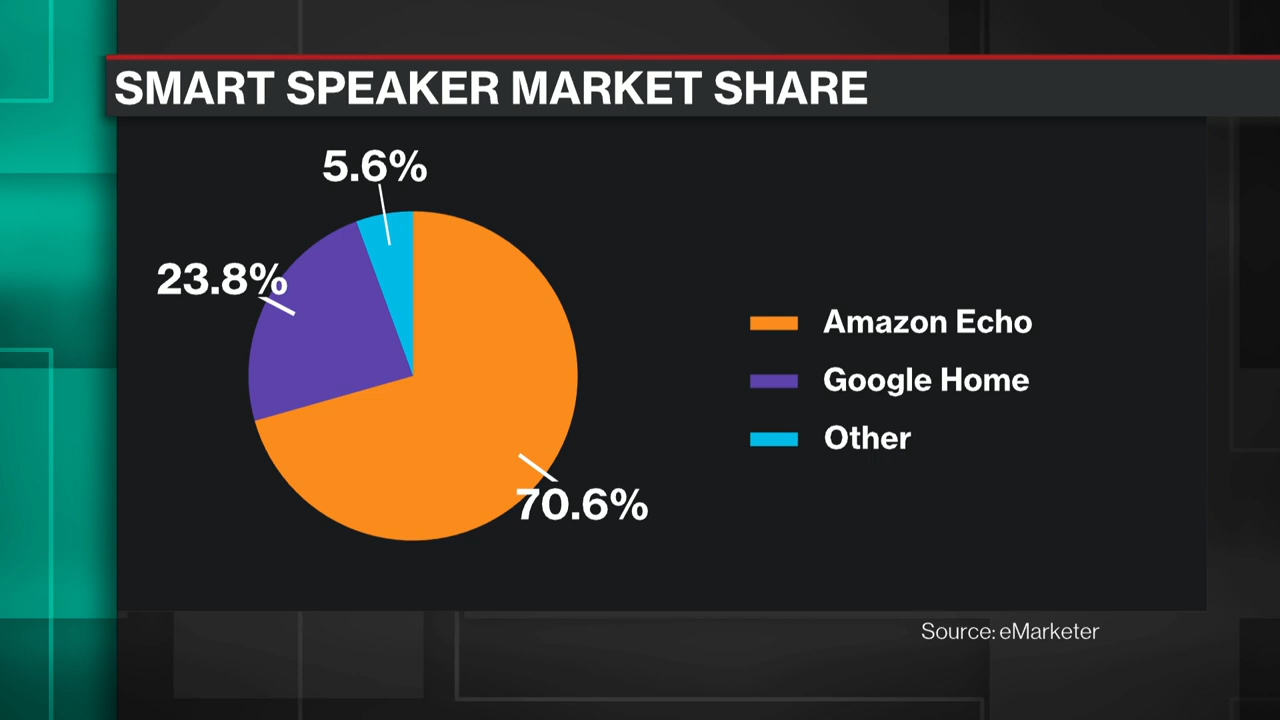 SMART SPEAKER MARKET SHARE
5.6%
23.8%
70.6%
Amazon Echo
Google Home
Other
Source: eMarketer